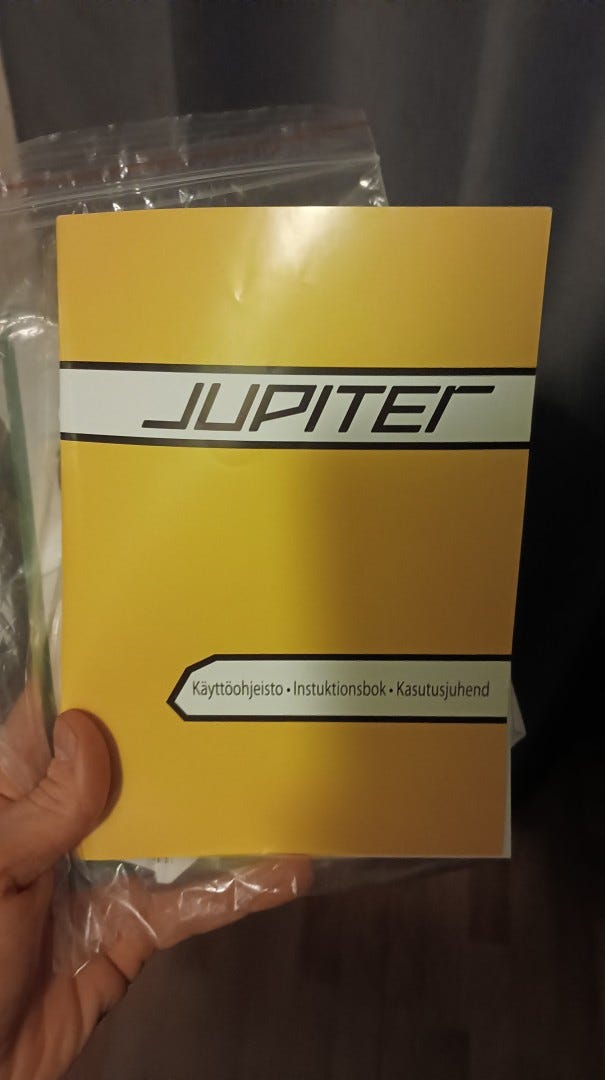 JUPITER
Käyttöohjeisto • Instuktionsbok • Kasutusjuhend